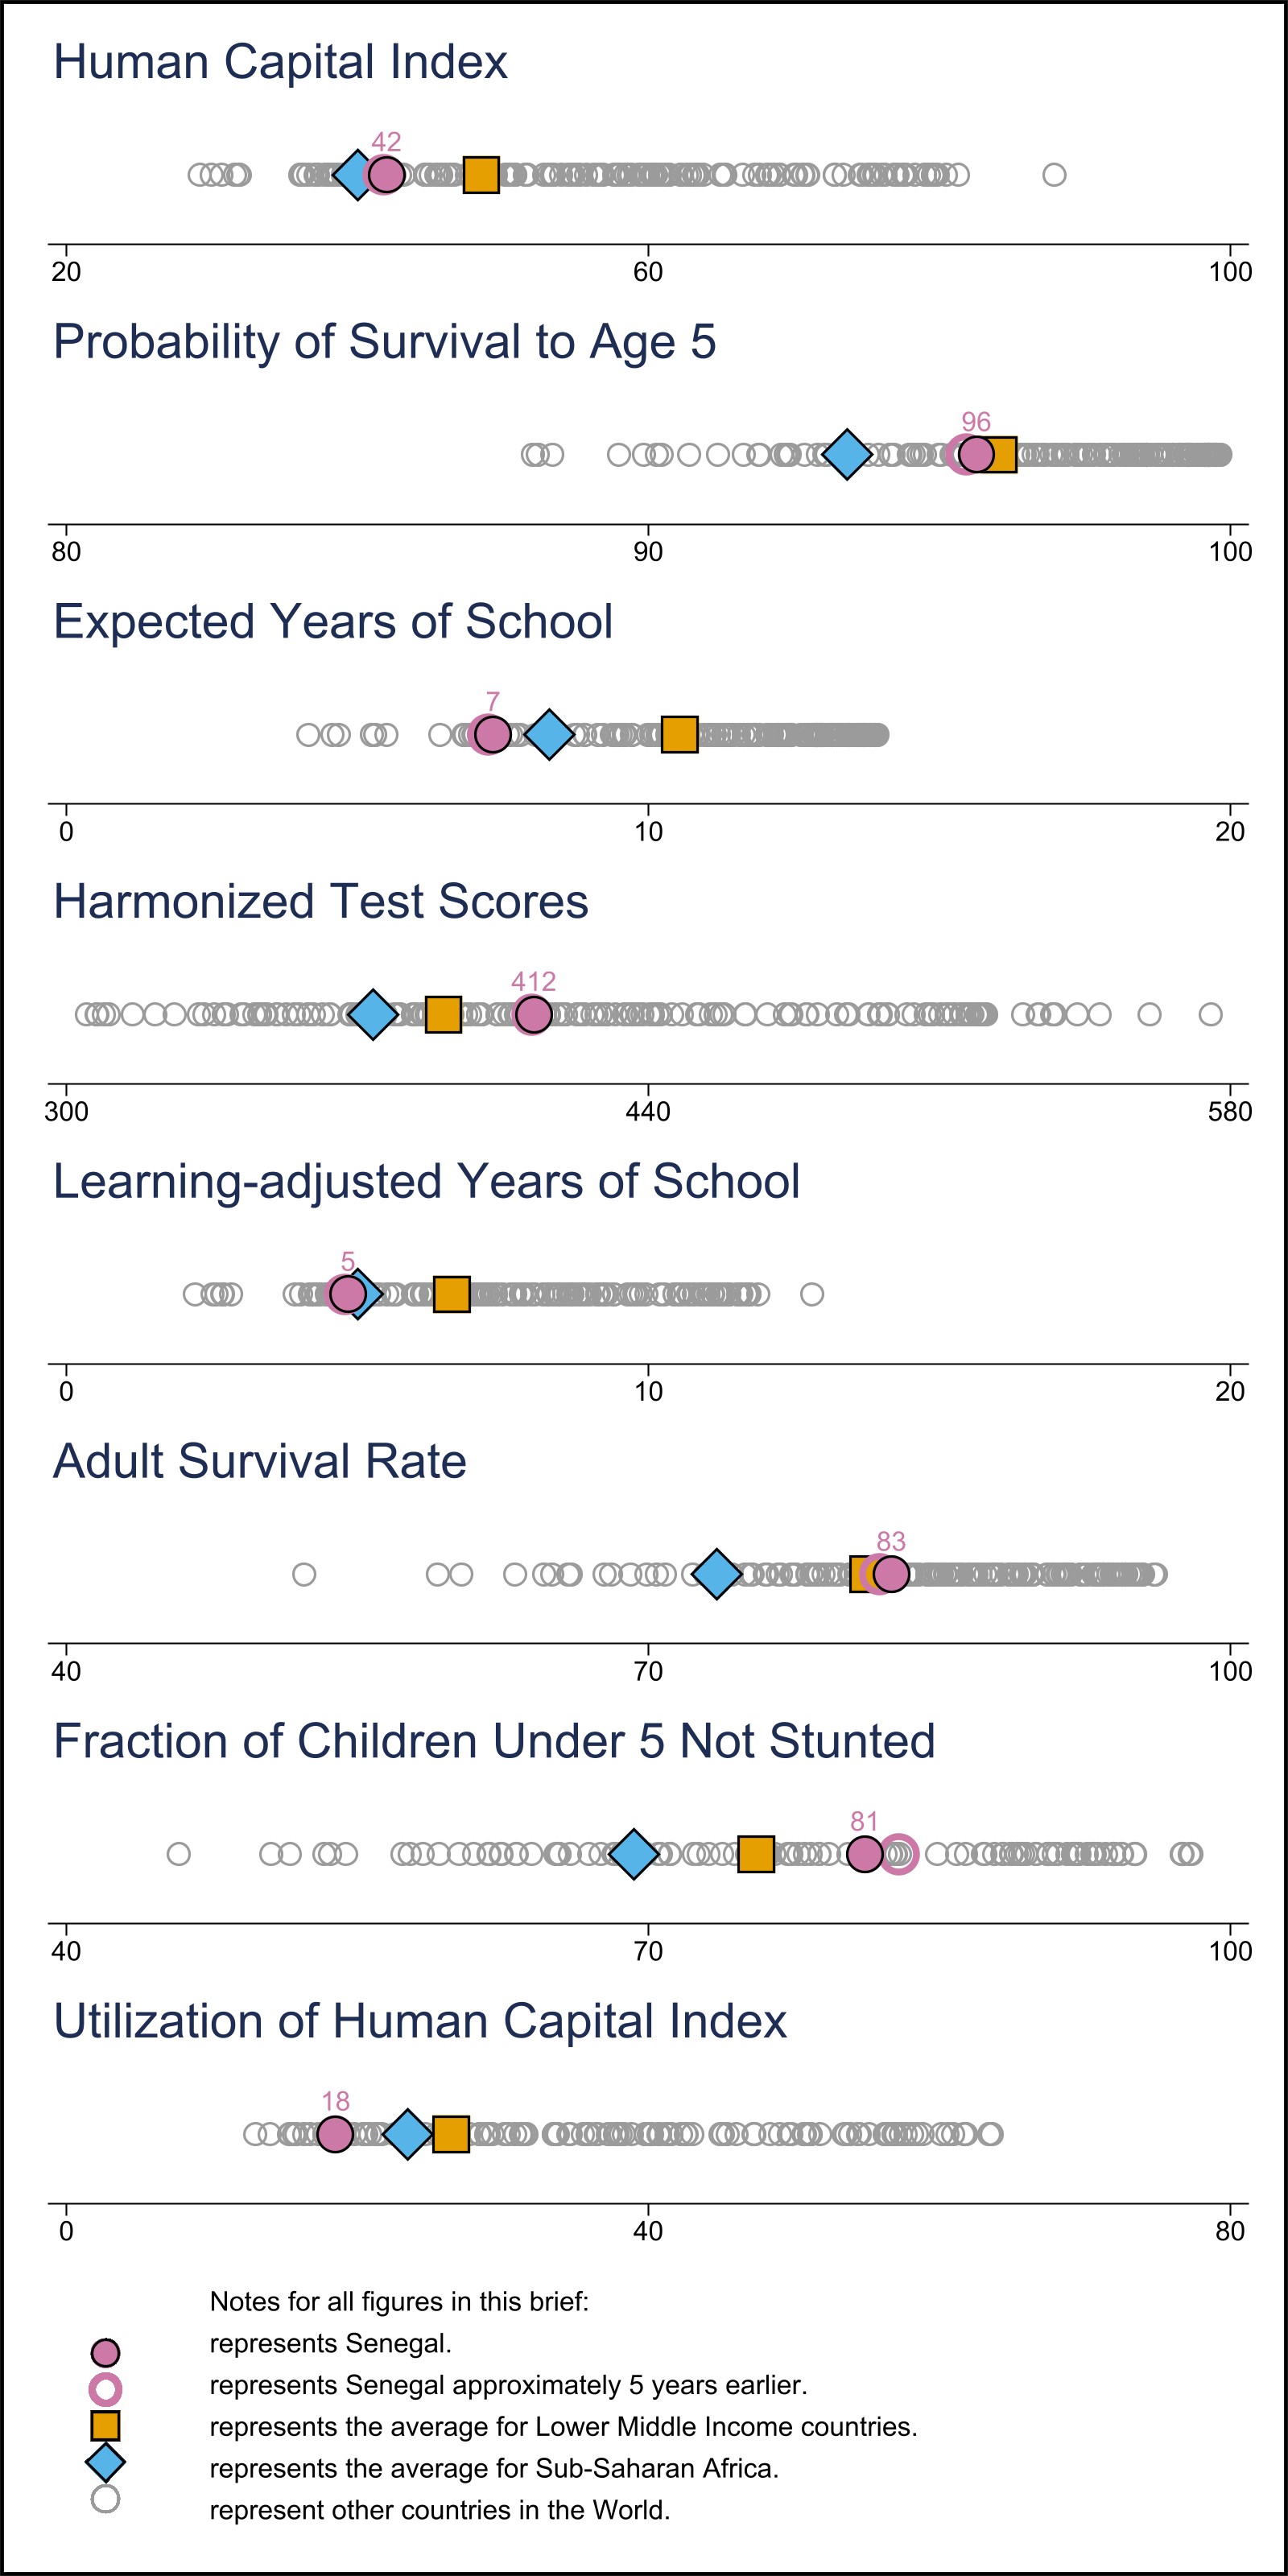 Human Capital Index
42
20 60 100
Probability of Survival to Age 5
96
80 90 100
Expected Years of School
7
0 10 20
Harmonized Test Scores
412
300 440 580
Learning-adjusted Years of School
5
0 10 20
Adult Survival Rate
83
40 70 100
Fraction of Children Under 5 Not Stunted
81
40 70 100
Utilization of Human Capital Index
18
0 40 80
Notes for all figures in this brief:
represents Senegal.
represents Senegal approximately 5 years earlier.
represents the average for Lower Middle Income countries.
represents the average for Sub-Saharan Africa.
represent other countries in the World.